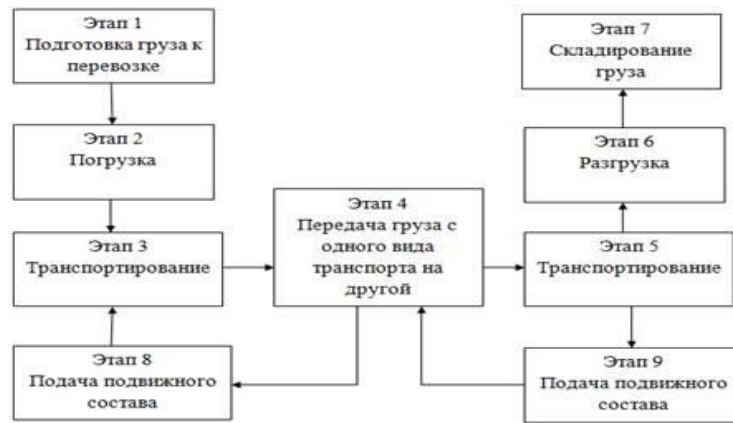 Этап 1
Подготовка груза к
перевозке
Этап 2
Погрузка
Этап 3
Транспортирование
Этап 8
Подача подвижного
состава
Этап 4
Передача груза с
одного вида
транспорта на
другой
Этап 7
Складирование
груза
Этап 6
Разгрузка
Этап 5
Транспортирование
Этап 9
Подача подвижного
состава